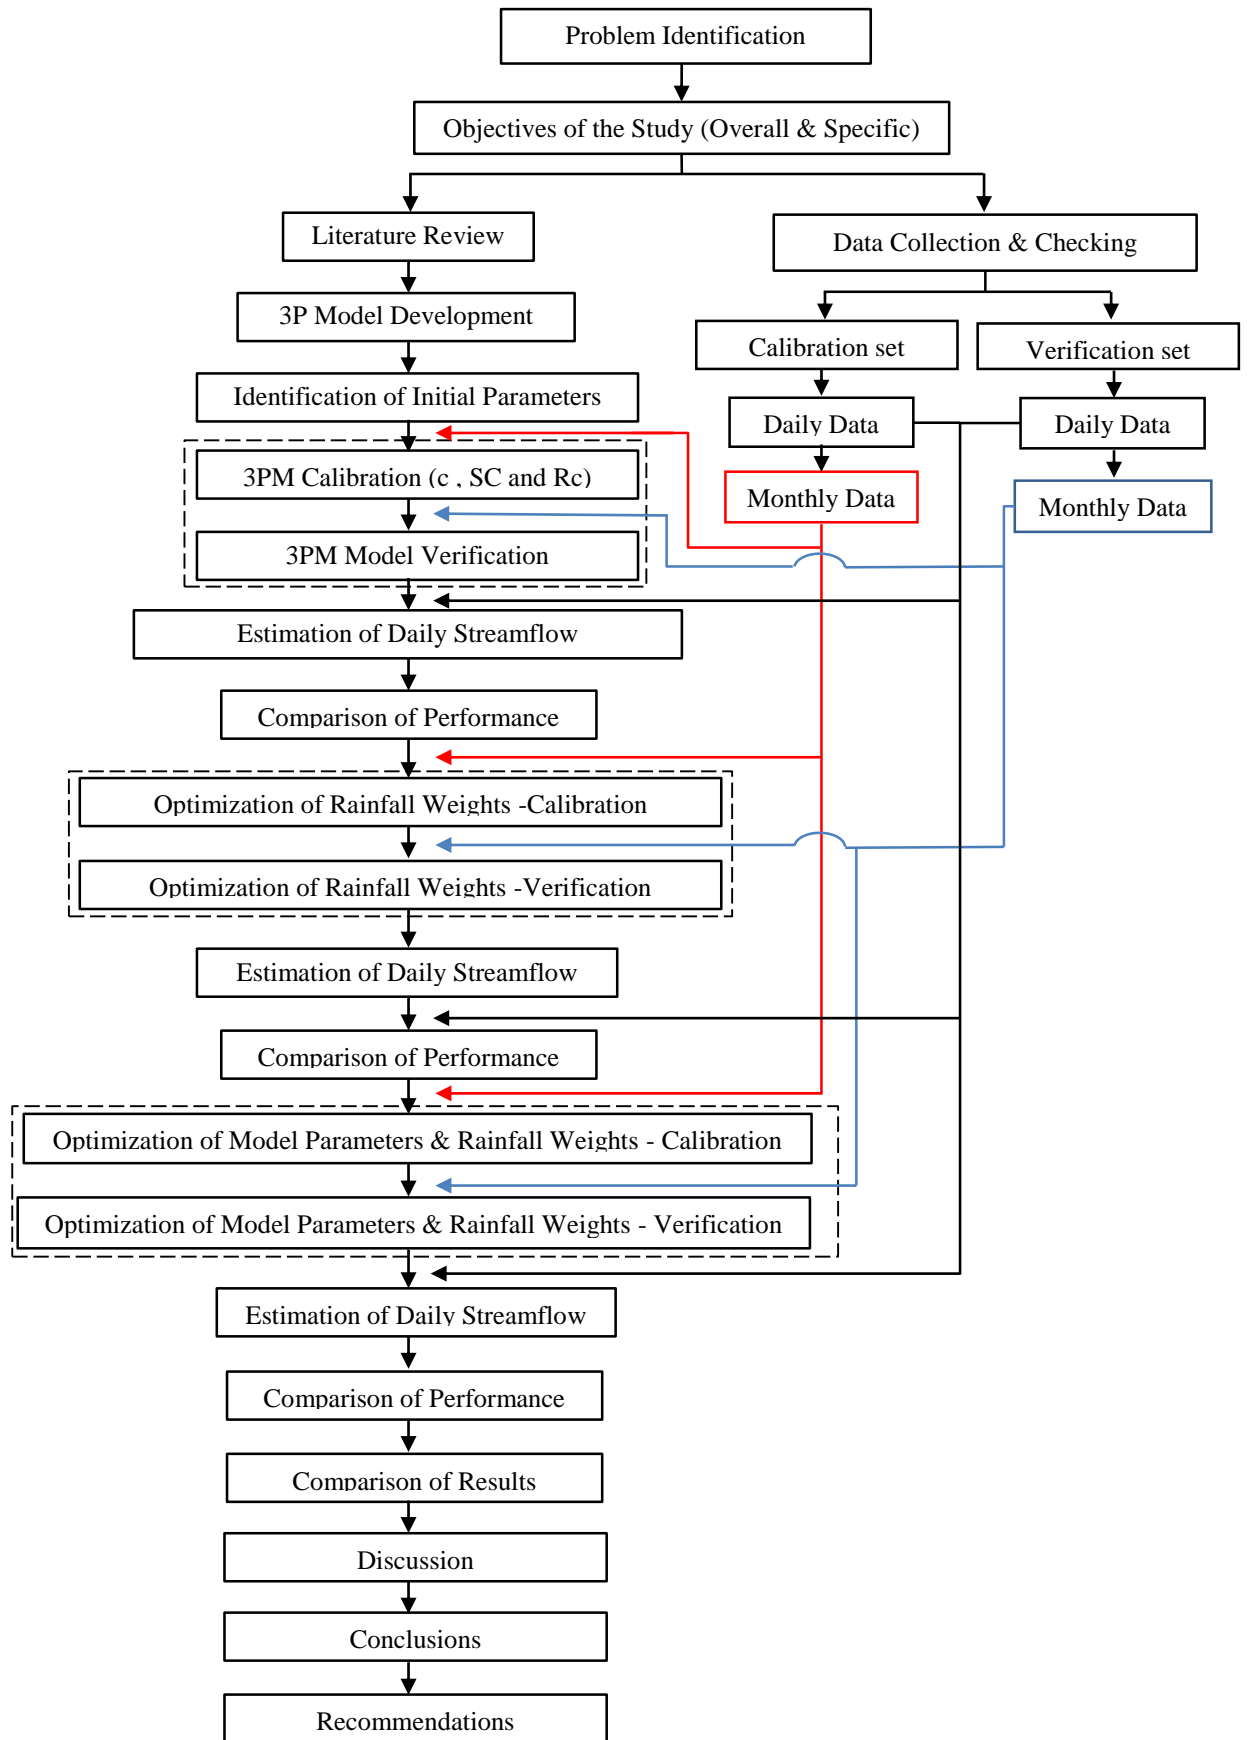 Problem Identification
Objectives of the Study (Overall & Specific)
Literature Review
Data Collection & Checking
3P Model Development
Calibration set
Verification set
Identification of Initial Parameters
Daily Data
Daily Data
3PM Calibration (c , SC and Rc)
Monthly Data
Monthly Data
3PM Model Verification
Estimation of Daily Streamflow
Comparison of Performance
Optimization of Rainfall Weights -Calibration
Optimization of Rainfall Weights -Verification
Estimation of Daily Streamflow
Comparison of Performance
Optimization of Model Parameters & Rainfall Weights - Calibration
Optimization of Model Parameters & Rainfall Weights - Verification
Estimation of Daily Streamflow
Comparison of Performance
Comparison of Results
Discussion
Conclusions
Recommendations